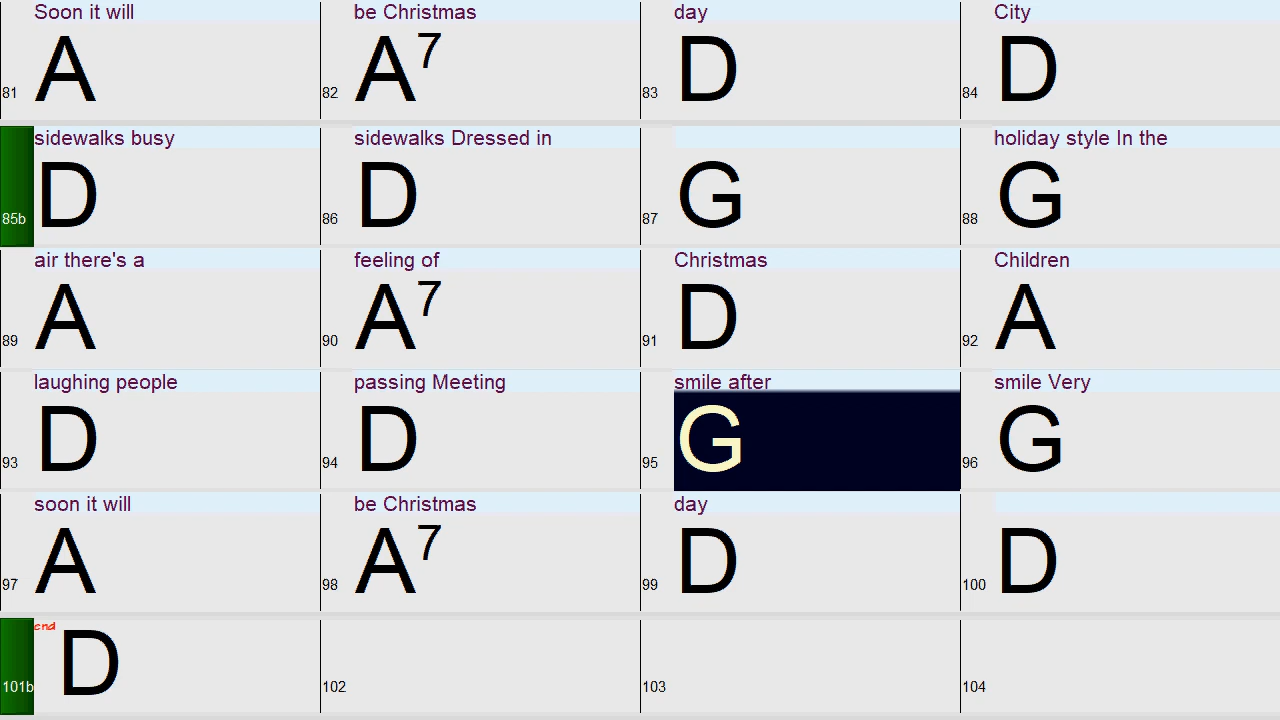 Soon it will be Christmas day City
81 A 82 A7 83 D 84 D
sidewalks busy sidewalks Dressed in holiday style In the
85b D 86 D 87 G 88 G
air there's a feeling of Christmas Children
89 A 90 A7 91 D 92 A
laughing people passing Meeting smile after smile Very
93 D 94 D 95 G 96 G
soon it will be Christmas day
97 A 98 A7 99 D 100 D
end
101b D 102 103 104